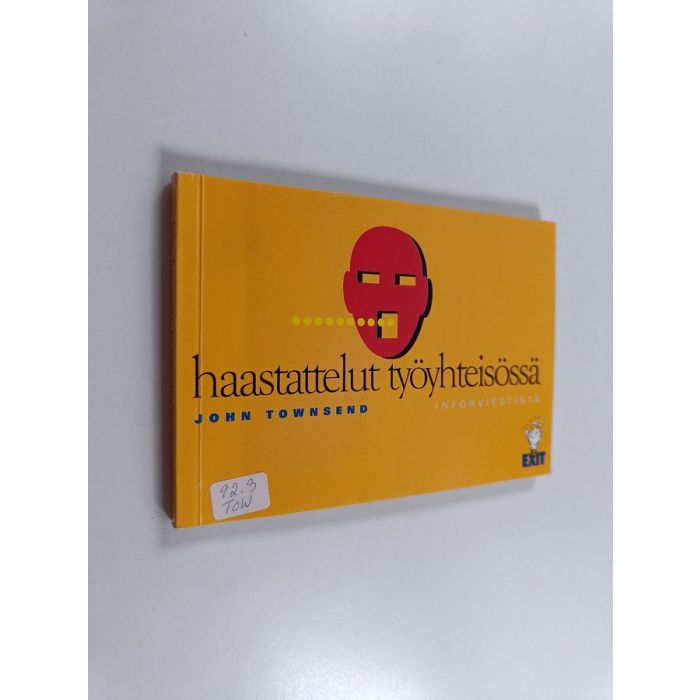 haastattelut työyhteisössä
JOHN TOWNSEND
INFORVIESTINTÄ
EXIT
92.3
TOW